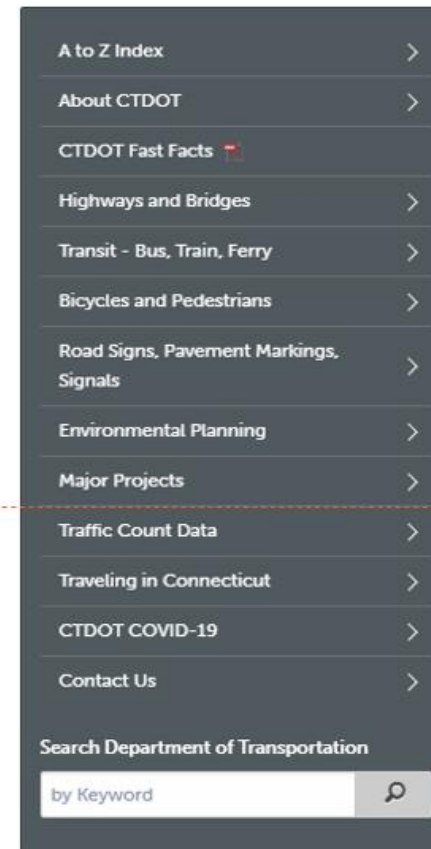 A to Z Index
About CTDOT
CTDOT Fast Facts
Highways and Bridges
Transit - Bus, Train, Ferry
Bicycles and Pedestrians
Road Signs, Pavement Markings,
Signals
Environmental Planning
Major Projects
Traffic Count Data
Traveling in Connecticut
CTDOT COVID-19
Contact Us
Search Department of Transportation
by Keyword